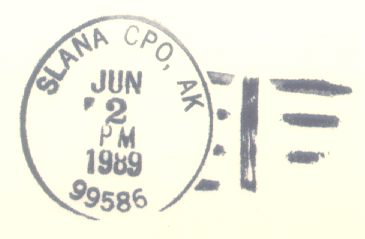 SLANA CPO, AK
JUN
'2
PM
1989
99586